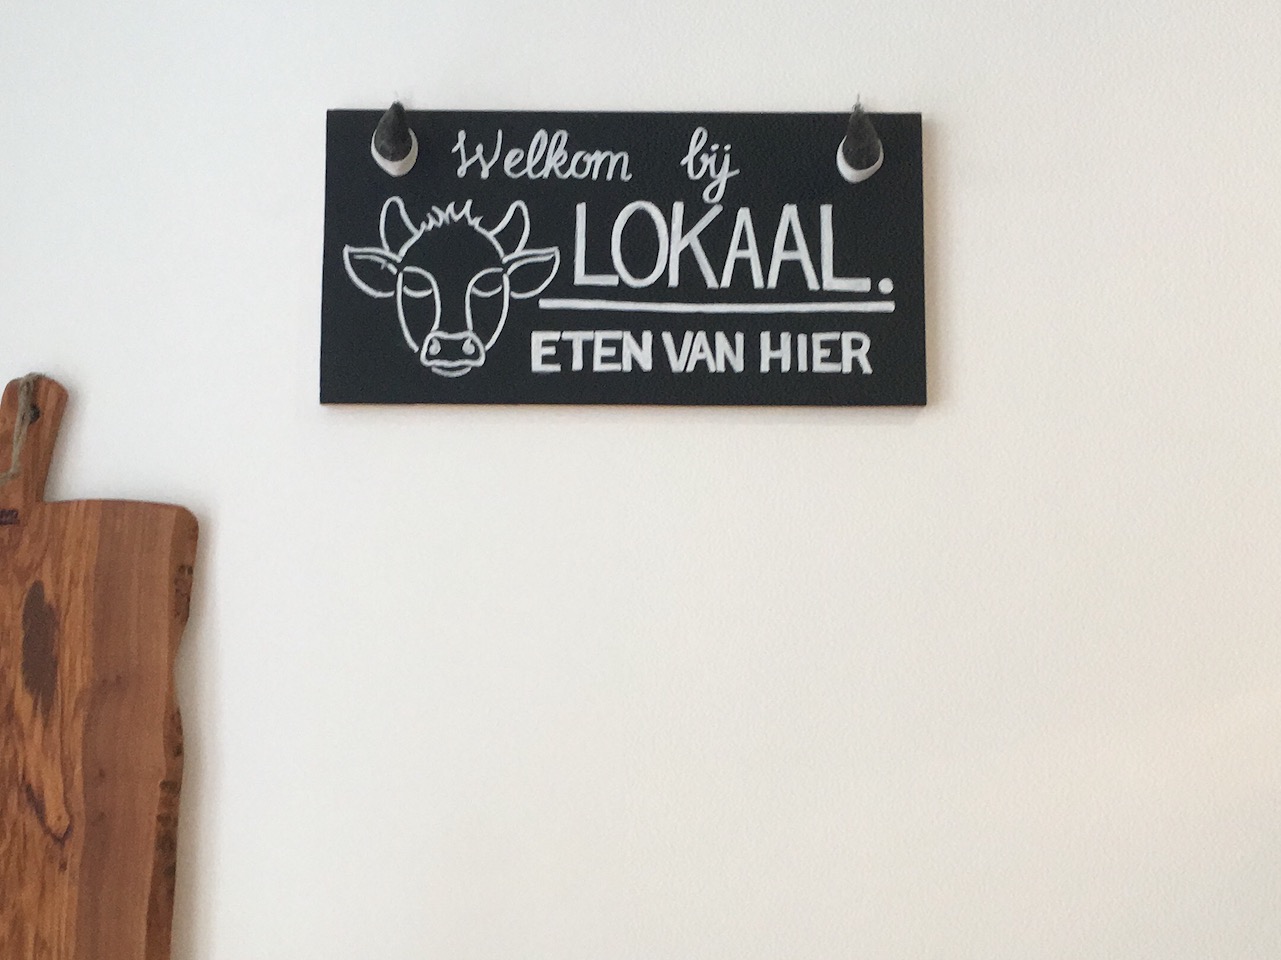 Welkom bij
LOKAAL.
ETEN VAN HIER